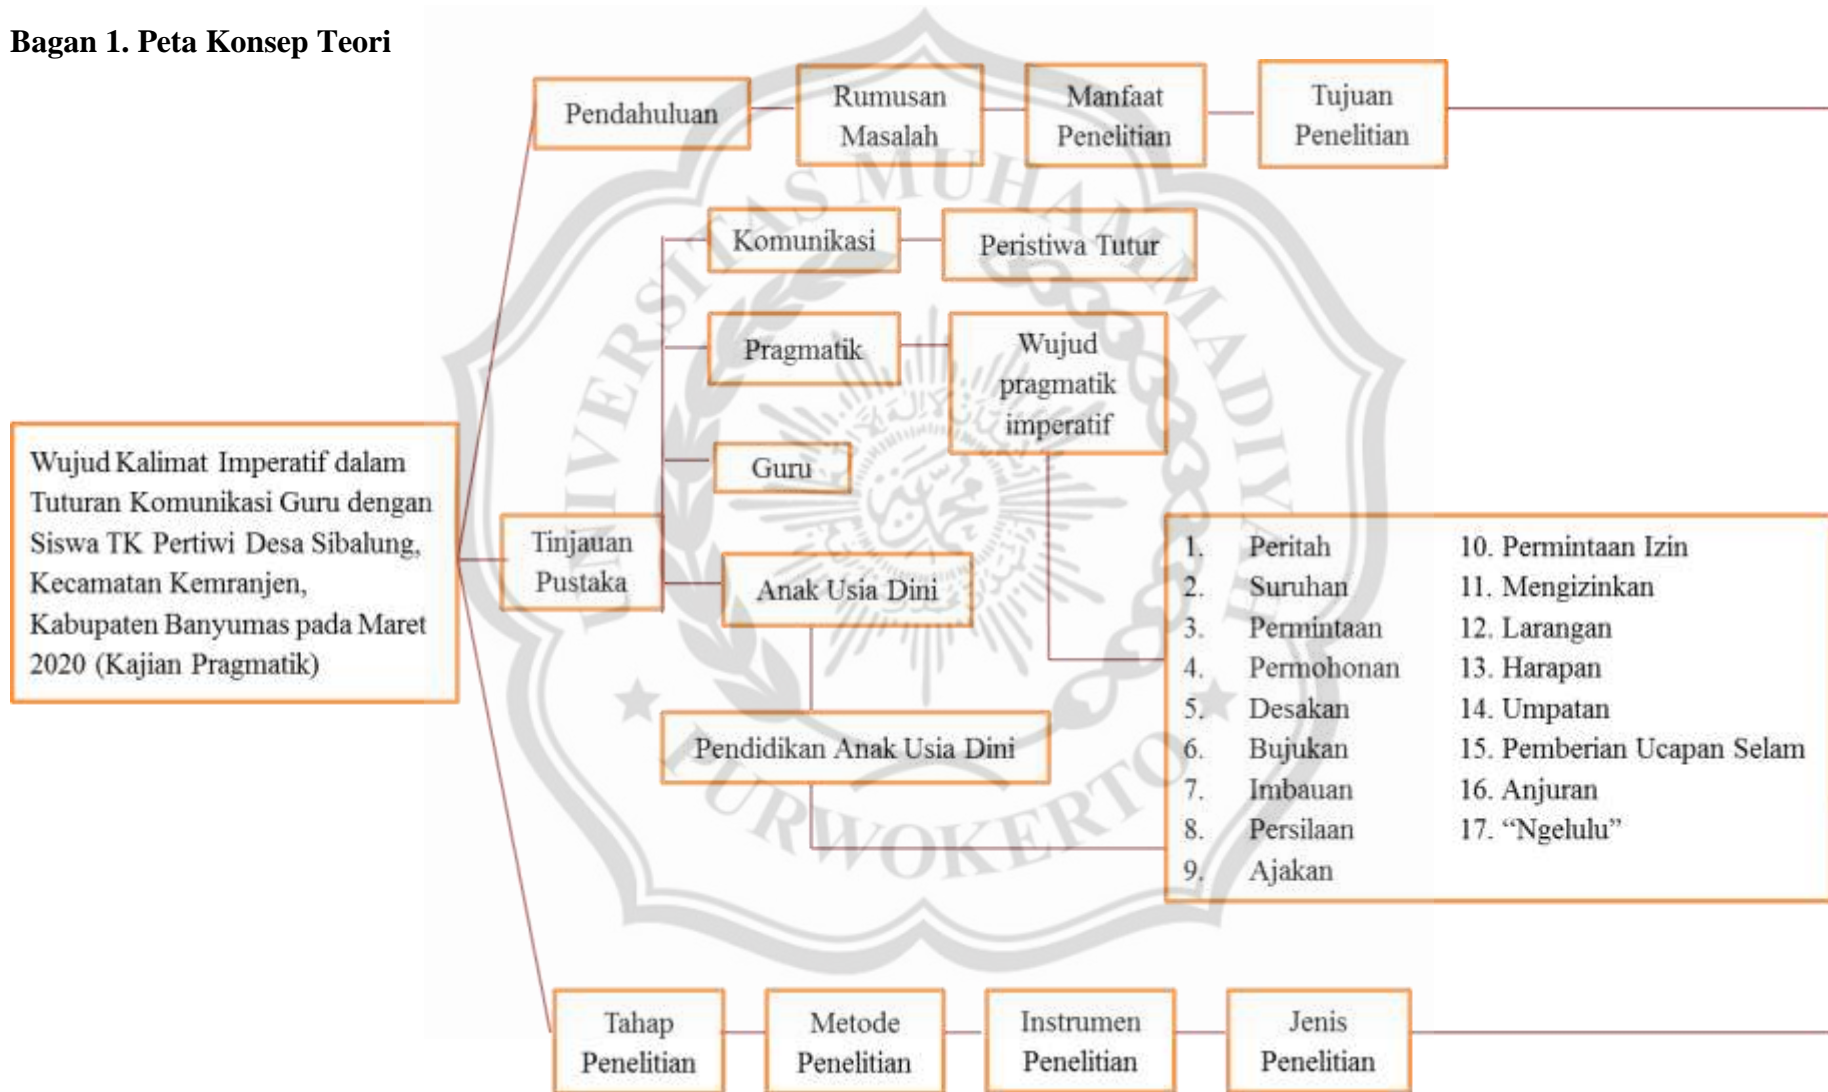 Bagan 1. Peta Konsep Teori
Pendahuluan
Rumusan
Masalah
Manfaat
Penelitian
Tujuan
Penelitian
Komunikasi
Peristiwa Tutur
Pragmatik
Wujud
pragmatik
imperatif
Guru
Wujud Kalimat Imperatif dalam
Tuturan Komunikasi Guru dengan
Siswa TK Pertiwi Desa Sibalung,
Kecamatan Kemranjen,
Kabupaten Banyumas pada Maret
2020 (Kajian Pragmatik)
Tinjauan
Pustaka
Anak Usia Dini
Pendidikan Anak Usia Dini
1. Peritah
2. Suruhan
3. Permintaan
4. Permohonan
5. Desakan
6. Bujukan
7. Imbauan
8. Persilaan
9. Ajakan
10. Permintaan Izin
11. Mengizinkan
12. Larangan
13. Harapan
14. Umpatan
15. Pemberian Ucapan Selam
16. Anjuran
17. “Ngelulu”
Tahap
Penelitian
Metode
Penelitian
Instrumen
Penelitian
Jenis
Penelitian
UNIVERSITAS MUHAMMADIYAH
PURWOKERTO